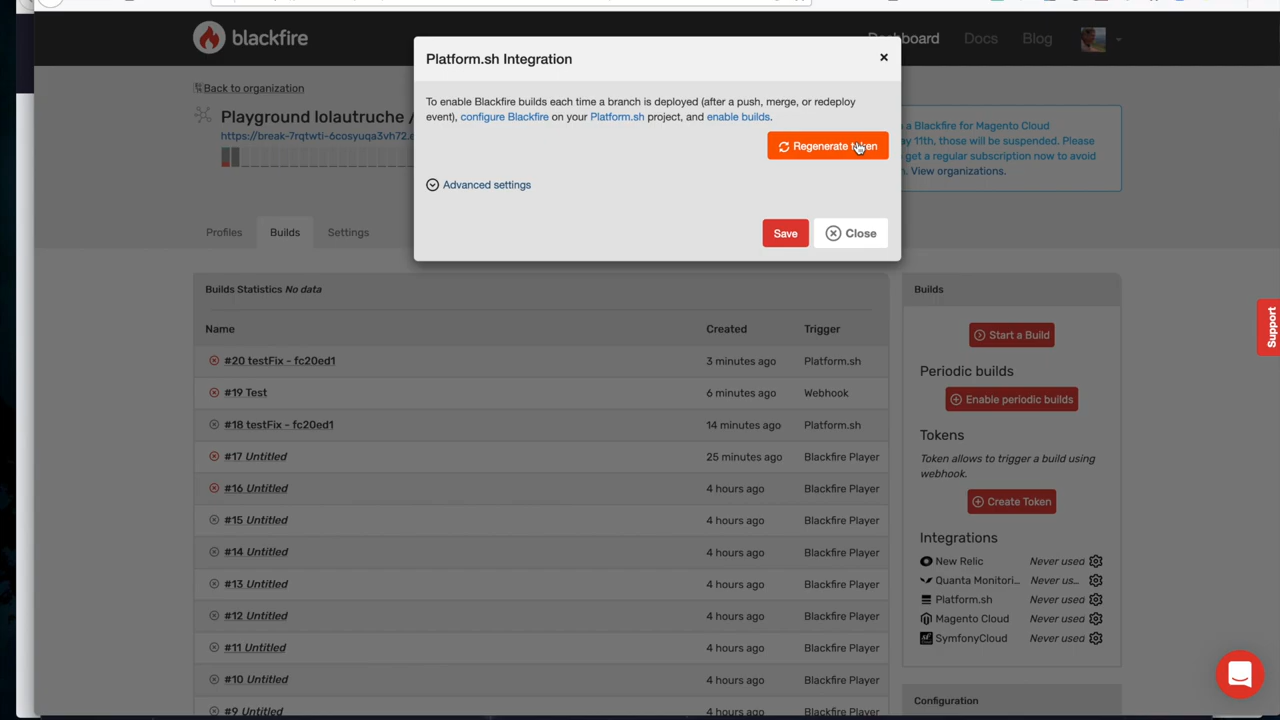 blackfire
Dashboard
Docs
Blog
Back to organization
Playground lolautruche /
https://break-7rqtwti-6cosyuqa3vh72.
a Blackfire for Magento Cloud
ay 11th, those will be suspended. Please
get a regular subscription now to avoid
View organizations.
Profiles
Builds
Settings
Platform.sh Integration
×
To enable Blackfire builds each time a branch is deployed (after a push, merge, or redeploy
event), configure Blackfire on your Platform.sh project, and enable builds.
Regenerate token
Advanced settings
Save
Close
Builds Statistics No data
Name Created Trigger
#20 testFix - fc20ed1 3 minutes ago Platform.sh
#19 Test 6 minutes ago Webhook
#18 testFix - fc20ed1 14 minutes ago Platform.sh
#17 Untitled 25 minutes ago Blackfire Player
#16 Untitled 4 hours ago Blackfire Player
#15 Untitled 4 hours ago Blackfire Player
#14 Untitled 4 hours ago Blackfire Player
#13 Untitled 4 hours ago Blackfire Player
#12 Untitled 4 hours ago Blackfire Player
#11 Untitled 4 hours ago Blackfire Player
#10 Untitled 4 hours ago Blackfire Player
#9 Untitled 4 hours ago Blackfire Player
Builds
Start a Build
Periodic builds
Enable periodic builds
Tokens
Token allows to trigger a build using
webhook.
Create Token
Integrations
New Relic Never used
Quanta Monitori... Never us...
Platform.sh Never used
Magento Cloud Never used
SymfonyCloud Never used
Configuration
Support